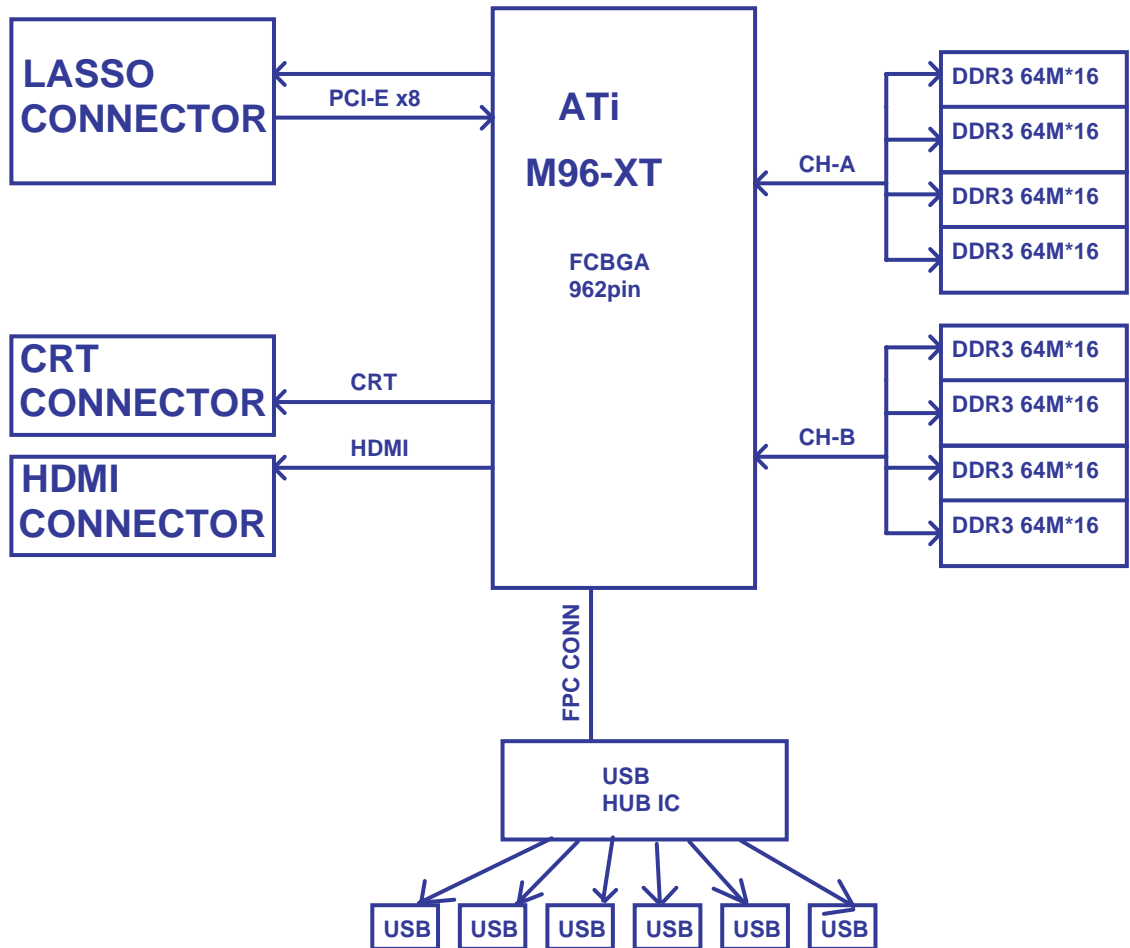 LASSO
CONNECTOR
PCI-E x8
ATi
M96-XT
FCBGA
962pin
CH-A
DDR3 64M*16
DDR3 64M*16
DDR3 64M*16
DDR3 64M*16
CRT
CONNECTOR
CRT
HDMI
CONNECTOR
HDMI
CH-B
DDR3 64M*16
DDR3 64M*16
DDR3 64M*16
DDR3 64M*16
FPC CONN
USB
HUB IC
USB
USB
USB
USB
USB
USB